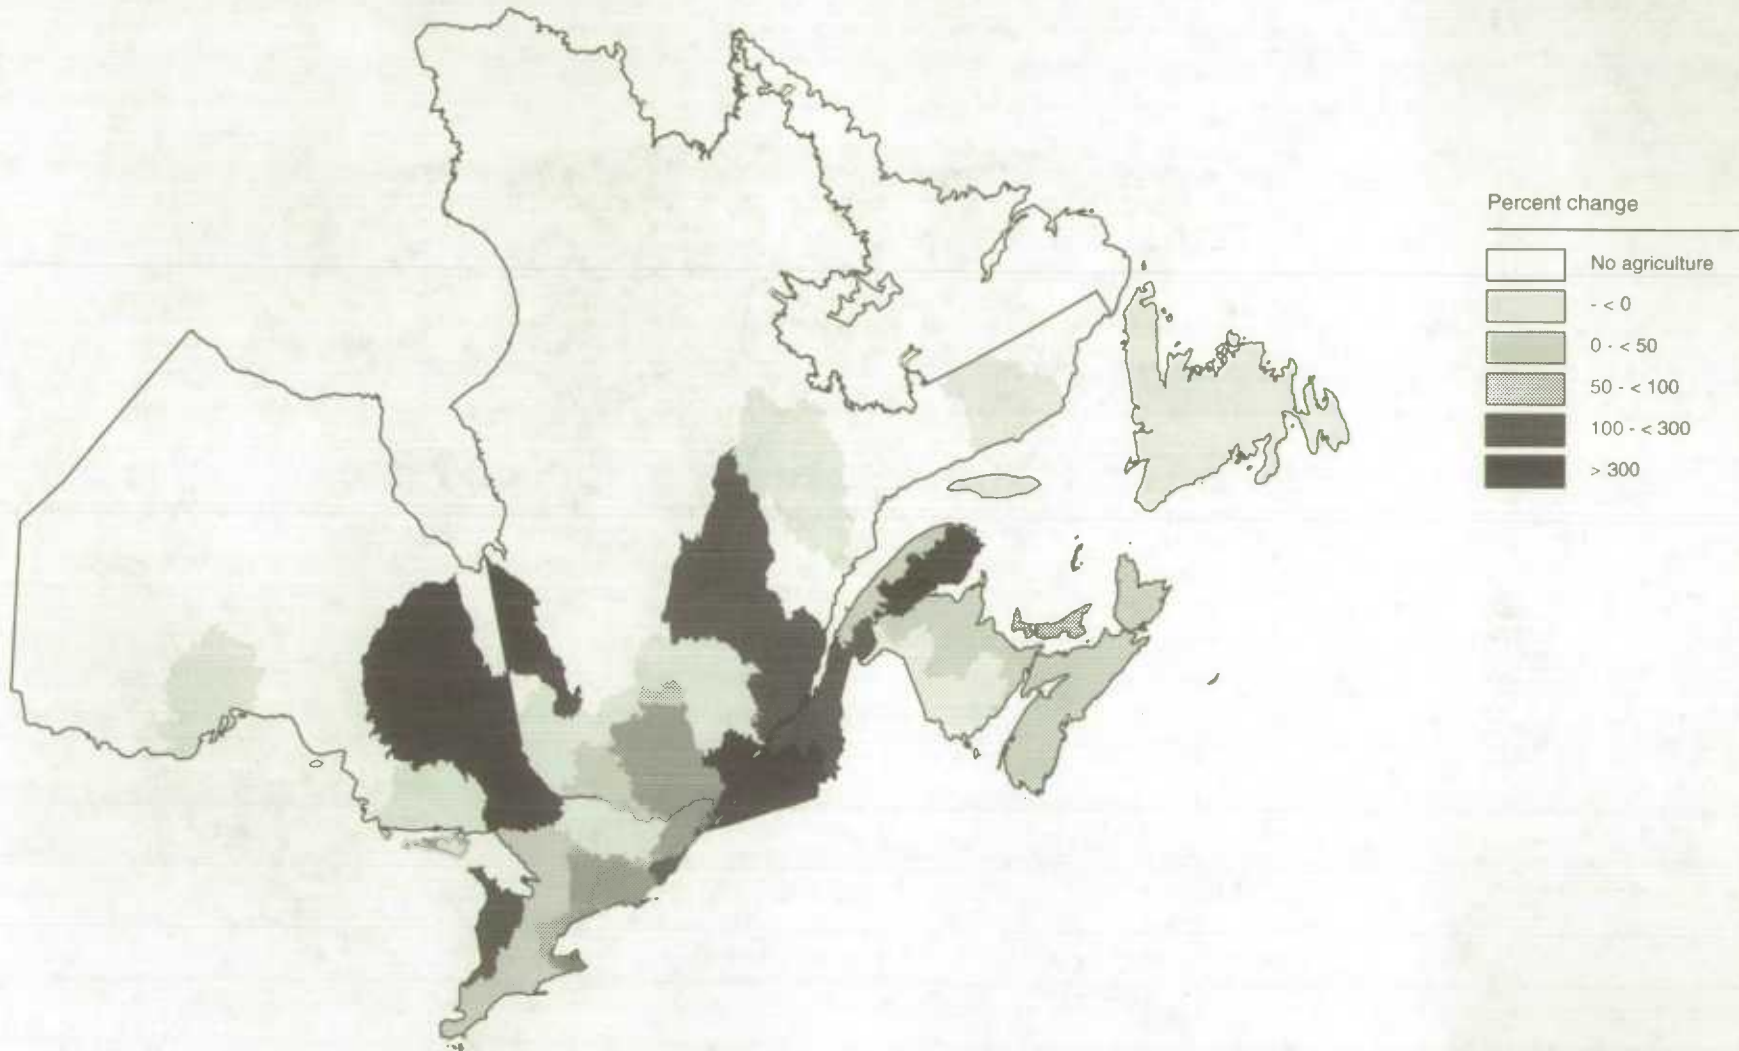 Percent change
No agriculture
- < 0
0 - < 50
50 - < 100
100 - < 300
> 300